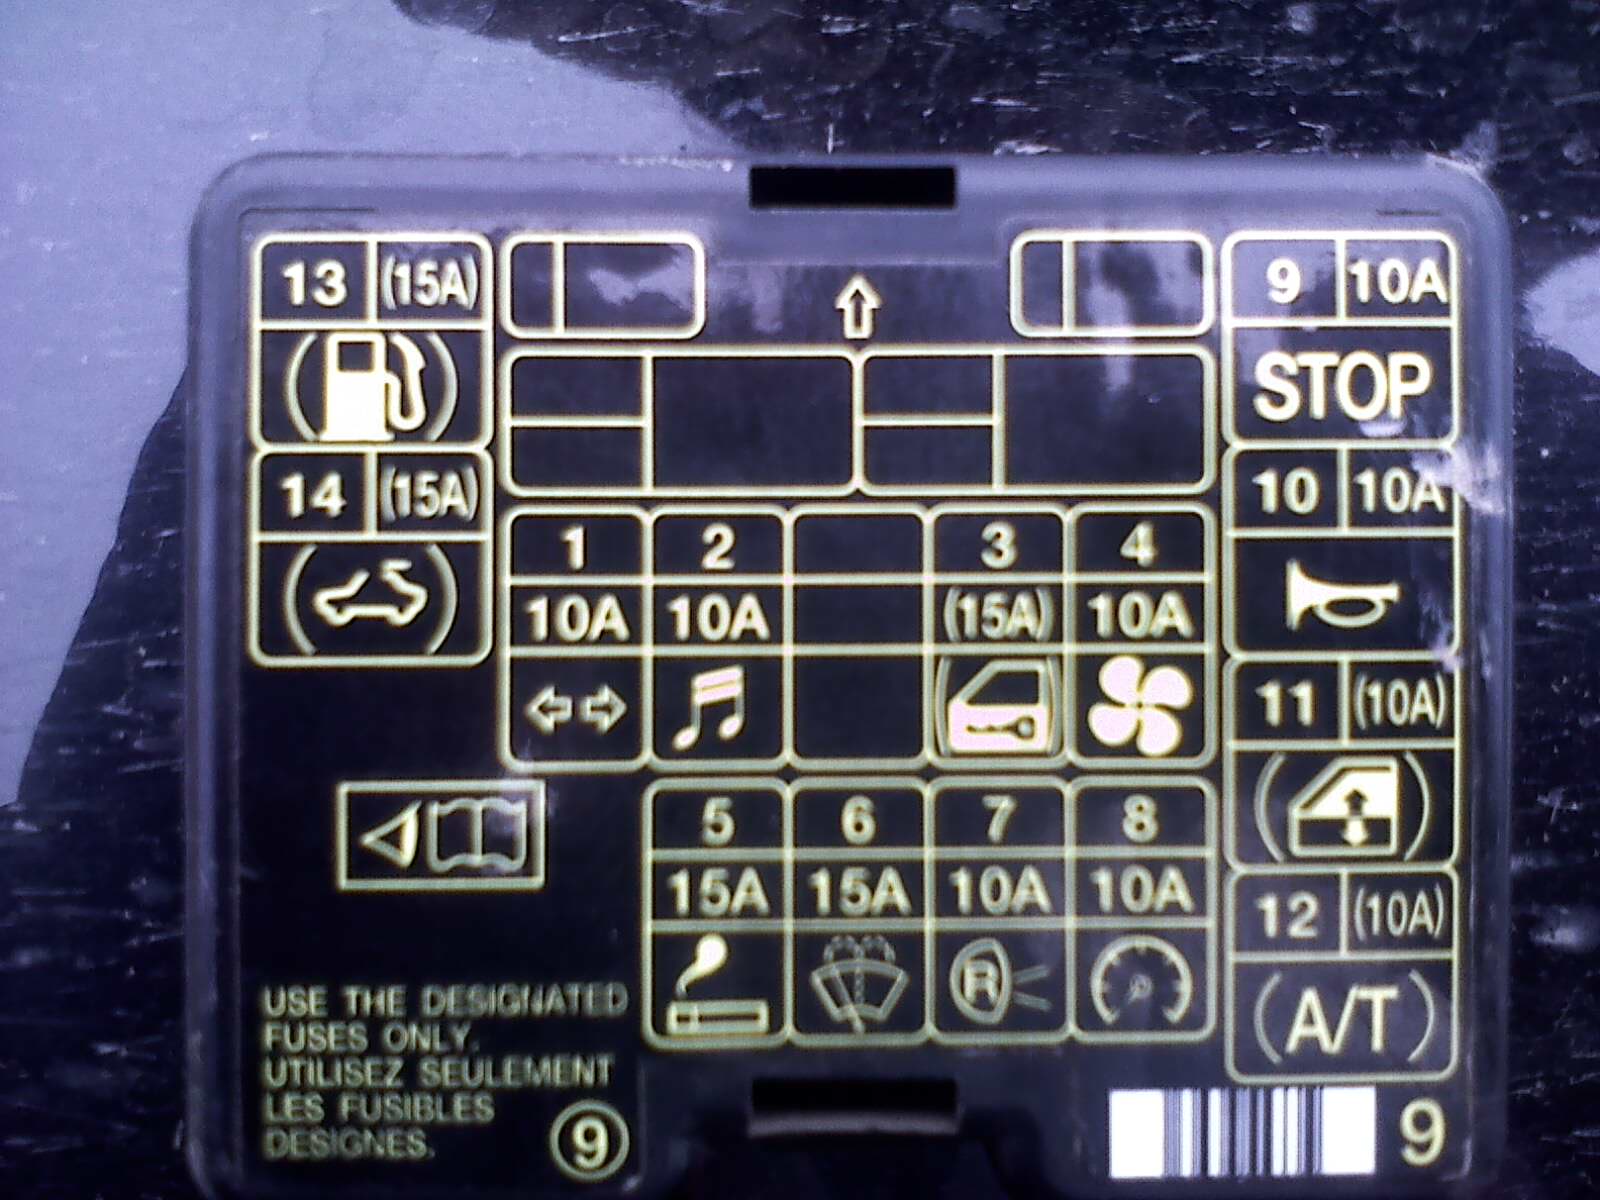 13 (15A)
14 (15A)
1 2 3 4
10A 10A (15A) 10A
5 6 7 8
15A 15A 10A 10A
R
9 10A
STOP
10 10A
11 (10A)
12 (10A)
(A/T)
USE THE DESIGNATED
FUSES ONLY.
UTILISEZ SEULEMENT
LES FUSIBLES
DESIGNES.
9
9